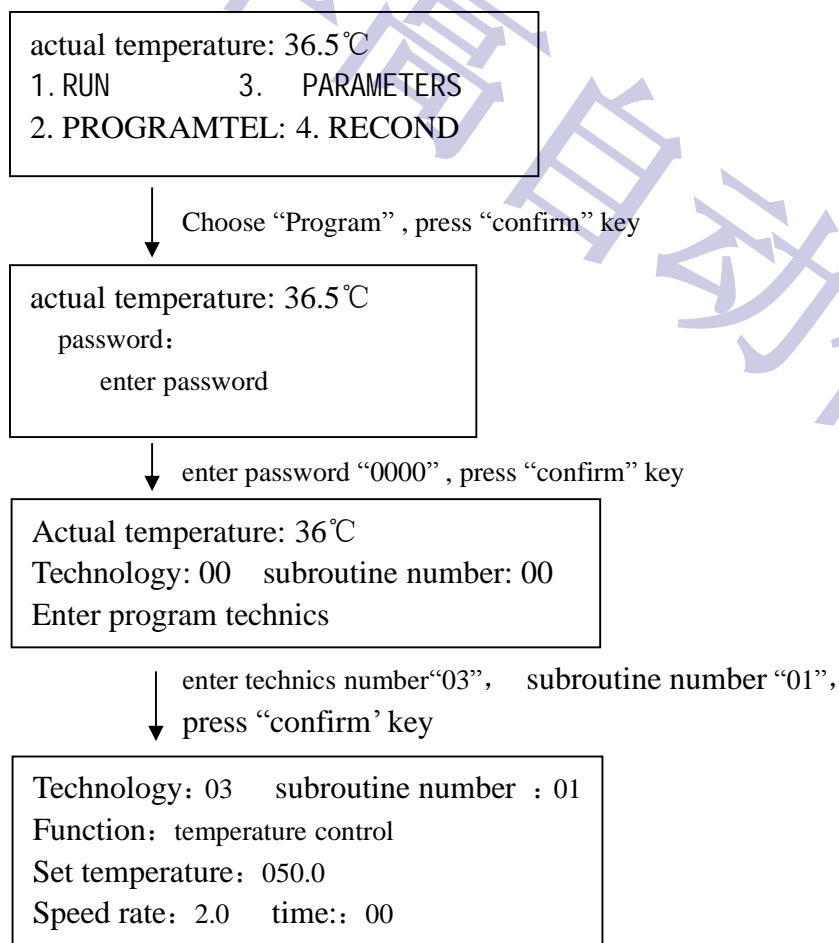 actual temperature: 36.5℃
1. RUN 3. PARAMETERS
2. PROGRAMTEL: 4. RECOND
Choose “Program” , press “confirm” key
actual temperature: 36.5℃
password：
enter password
enter password “0000” , press “confirm” key
Actual temperature: 36℃
Technology: 00 subroutine number: 00
Enter program technics
enter technics number“03”， subroutine number “01”，
press “confirm’ key
Technology：03 subroutine number ：01
Function：temperature control
Set temperature：050.0
Speed rate：2.0 time:：00
高自动